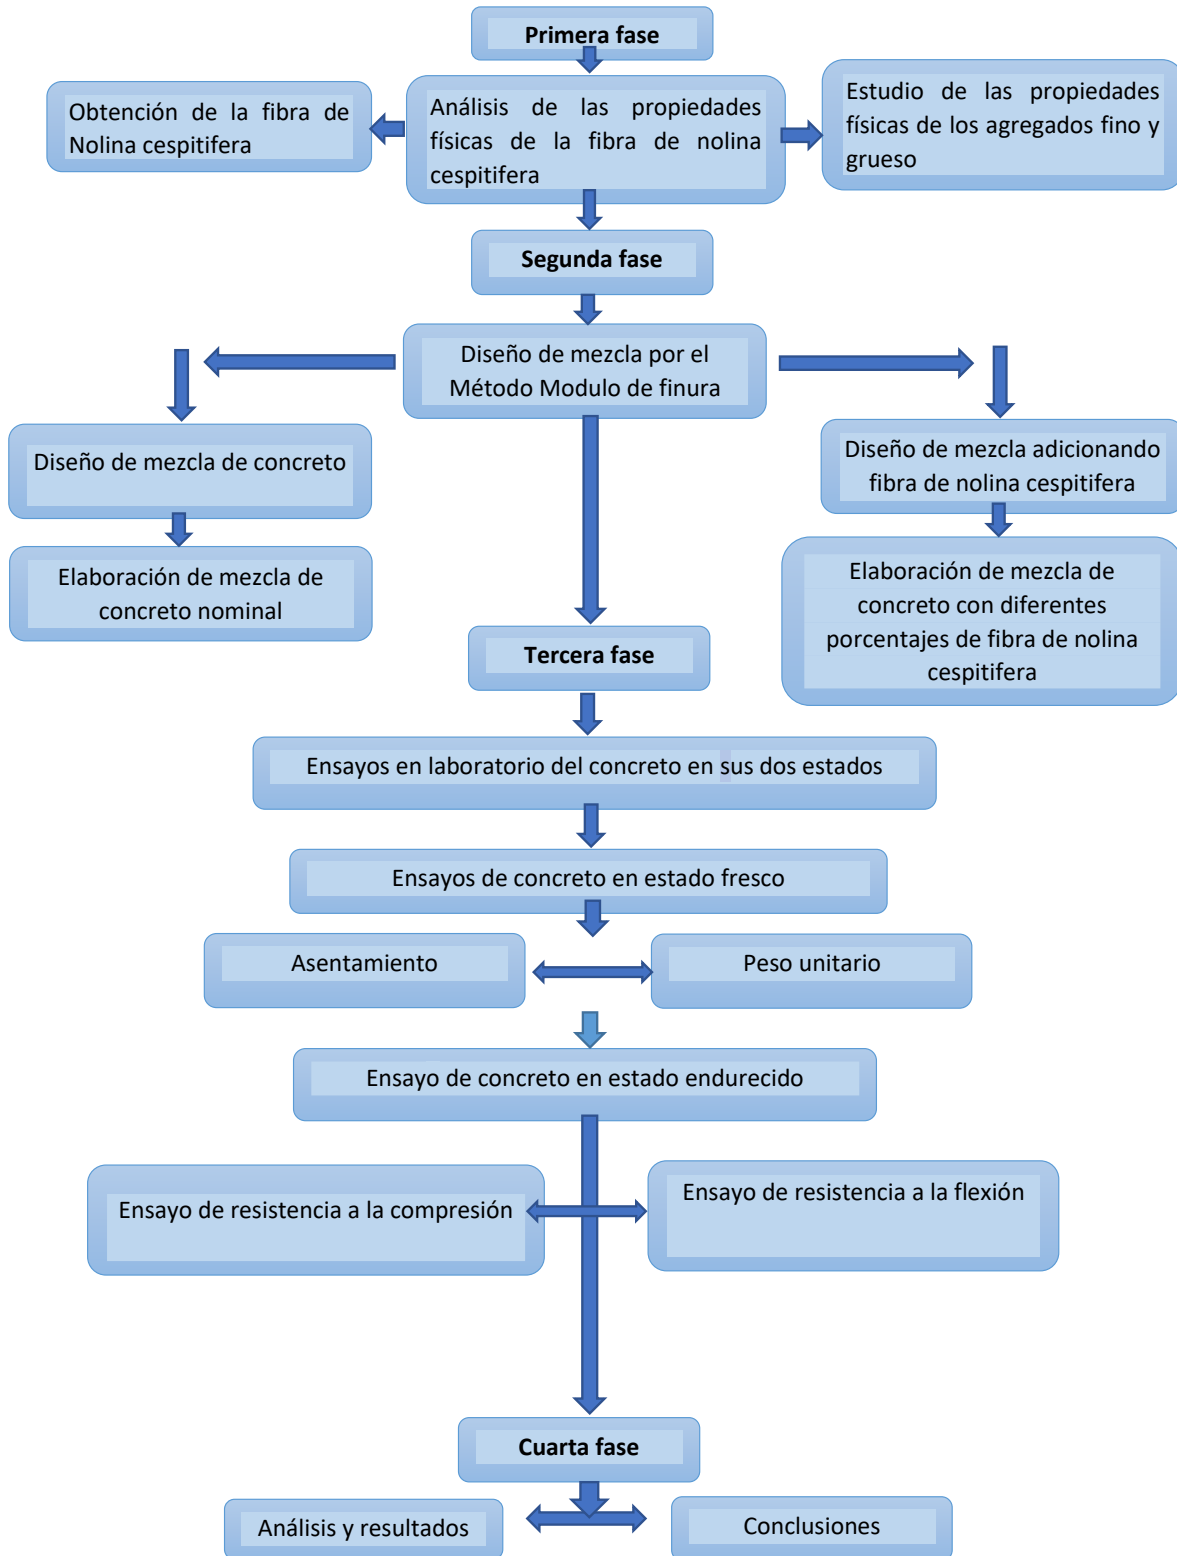 Primera fase
Obtención de la fibra de
Nolina cespitifera
Análisis de las propiedades
físicas de la fibra de nolina
cespitifera
Estudio de las propiedades
físicas de los agregados fino y
grueso
Segunda fase
Diseño de mezcla por el
Método Modulo de finura
Diseño de mezcla de concreto
Diseño de mezcla adicionando
fibra de nolina cespitifera
Elaboración de mezcla de
concreto nominal
Elaboración de mezcla de
concreto con diferentes
porcentajes de fibra de nolina
cespitifera
Tercera fase
Ensayos en laboratorio del concreto en sus dos estados
Ensayos de concreto en estado fresco
Asentamiento
Peso unitario
Ensayo de concreto en estado endurecido
Ensayo de resistencia a la compresión
Ensayo de resistencia a la flexión
Cuarta fase
Análisis y resultados
Conclusiones